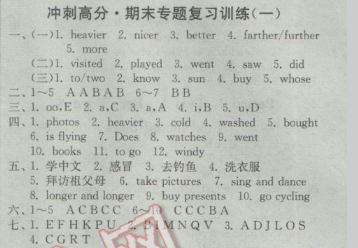 冲刺高分·期末专题复习训练(一)
一、(一)1. heavier 2. nicer 3. better 4. farther/further
5. more
(二)1. visited 2. played 3. went 4. saw 5. did
(三)1. to/two 2. know 3. sun 4. buy 5. whose
二、1~5 AABAB 6~7 BB
三、1. oo,E 2. a,C 3. a,A 4. i,B 5. u,D
四、1. photos 2. heavier 3. cold 4. washed 5. bought
6. is flying 7. Does 8. watches 9. went
10. books 11. to go 12. windy
五、1. 学中文 2. 感冒 3. 去钓鱼 4. 洗衣服
5. 拜访祖父母 6. take pictures 7. sing and dance
8. longer and longer 9. buy presents 10. go cycling
六、1~5 ACBCC 6~10 CCCBA
七、1. EFHKPU 2. BIMNQV 3. ADJLOS
4. CGRT